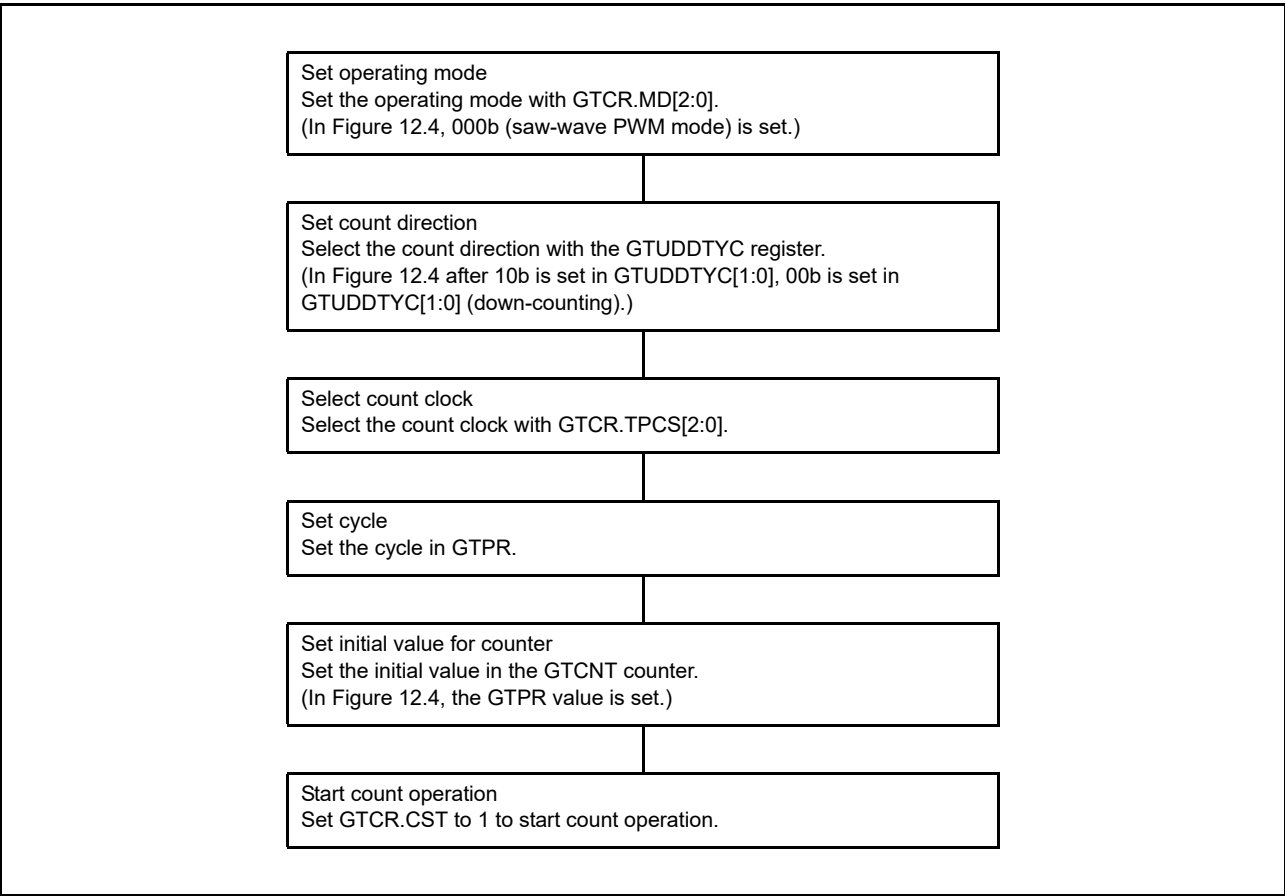 Set operating mode
Set the operating mode with GTCR.MD[2:0].
(In Figure 12.4, 000b (saw-wave PWM mode) is set.)
Set count direction
Select the count direction with the GTUDDTYC register.
(In Figure 12.4 after 10b is set in GTUDDTYC[1:0], 00b is set in
GTUDDTYC[1:0] (down-counting).)
Select count clock
Select the count clock with GTCR.TPCS[2:0].
Set cycle
Set the cycle in GTPR.
Set initial value for counter
Set the initial value in the GTCNT counter.
(In Figure 12.4, the GTPR value is set.)
Start count operation
Set GTCR.CST to 1 to start count operation.